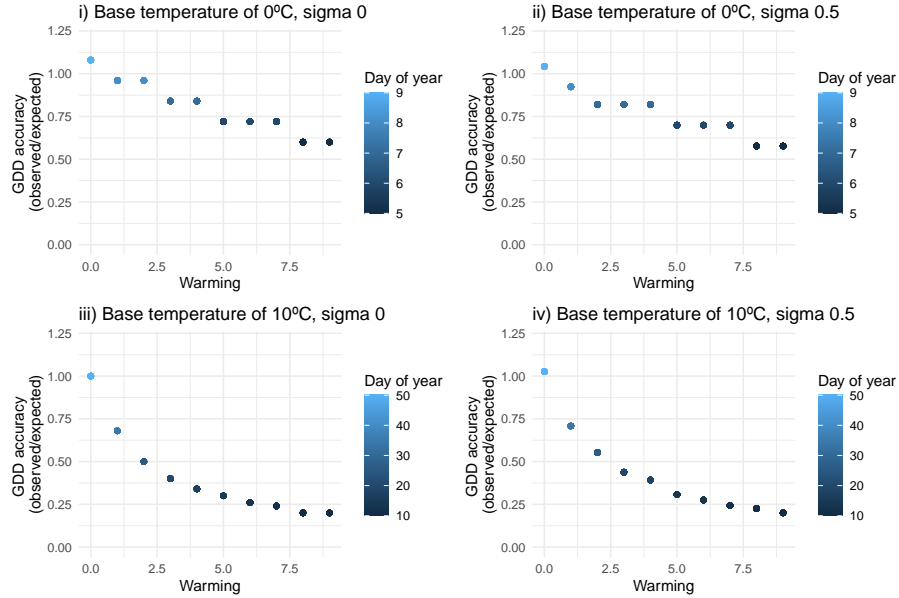 i) Base temperature of 0ºC, sigma 0
1.25
1.00
0.75
0.50
0.25
0.00
GDD accuracy
(observed/expected)
0.0 2.5 5.0 7.5
Warming
Day of year
9
8
7
6
5
ii) Base temperature of 0ºC, sigma 0.5
1.25
1.00
0.75
0.50
0.25
0.00
GDD accuracy
(observed/expected)
0.0 2.5 5.0 7.5
Warming
Day of year
9
8
7
6
5
iii) Base temperature of 10ºC, sigma 0
1.25
1.00
0.75
0.50
0.25
0.00
GDD accuracy
(observed/expected)
0.0 2.5 5.0 7.5
Warming
Day of year
50
40
30
20
10
iv) Base temperature of 10ºC, sigma 0.5
1.25
1.00
0.75
0.50
0.25
0.00
GDD accuracy
(observed/expected)
0.0 2.5 5.0 7.5
Warming
Day of year
50
40
30
20
10